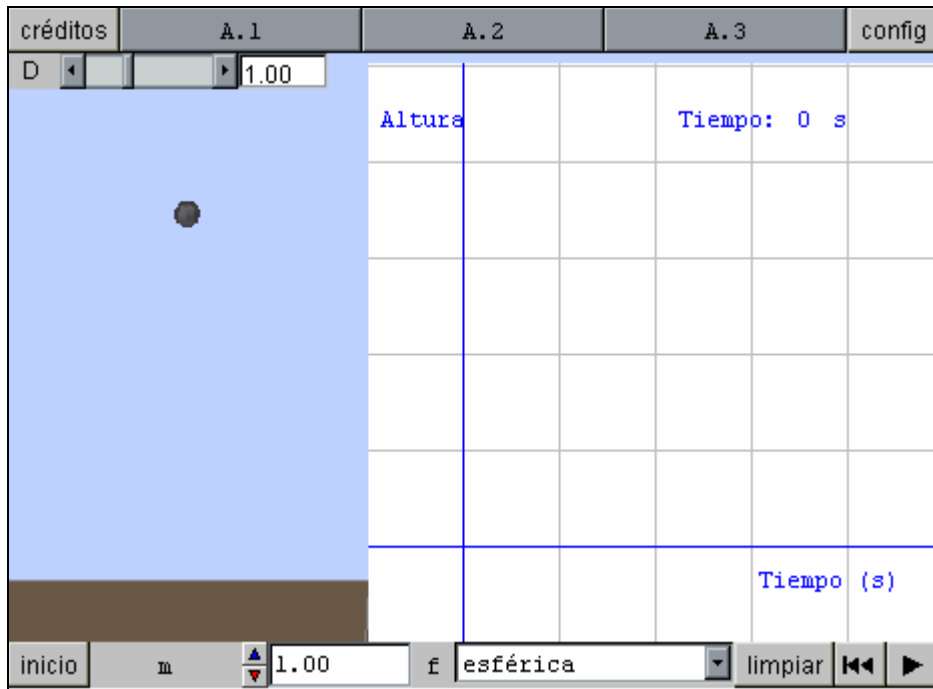 créditos A.1 A.2 A.3 config
D 1.00
Altura Tiempo: 0 s
Tiempo (s)
inicio m 1.00 f esférica limpiar